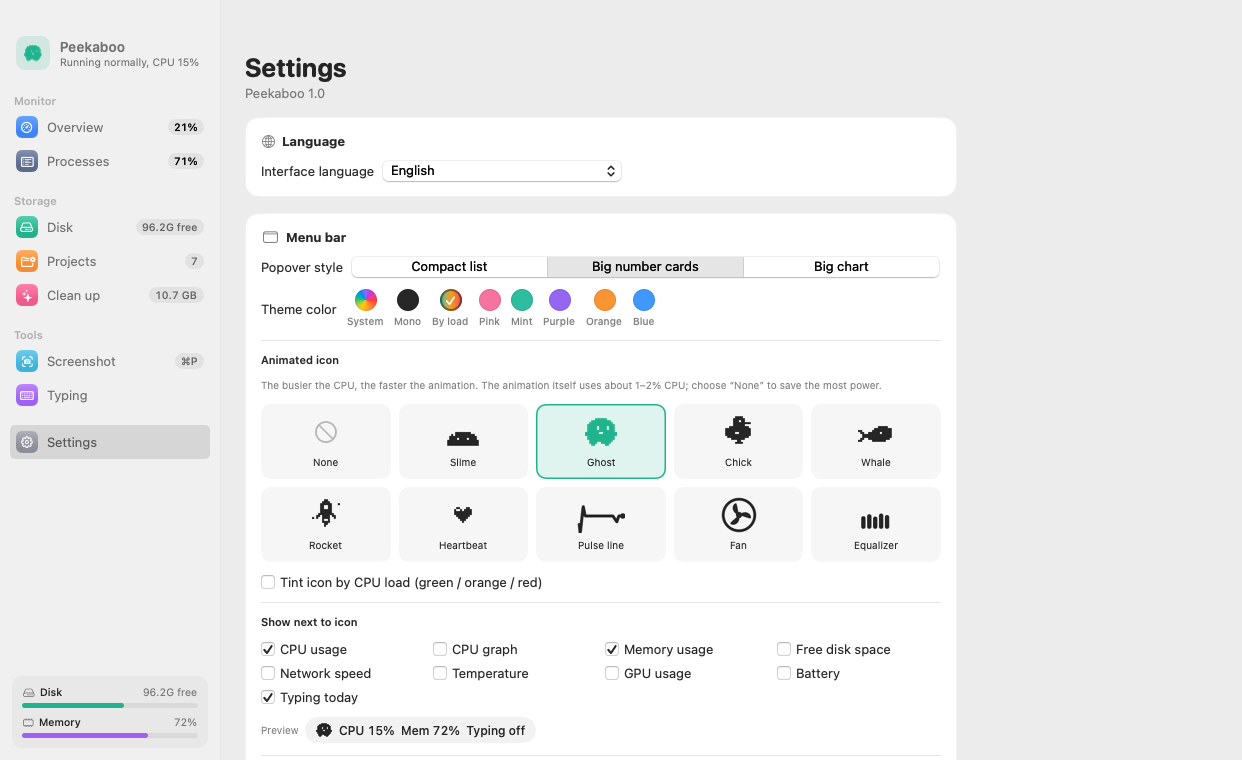 Peekaboo
Running normally, CPU 15%
Monitor
Overview 21%
Processes 71%
Storage
Disk 96.2G free
Projects 7
Clean up 10.7 GB
Tools
Screenshot ⌘P
Typing
Settings
Disk 96.2G free
Memory 72%
Settings
Peekaboo 1.0
Language
Interface language English
Menu bar
Popover style Compact list Big number cards Big chart
Theme color
System Mono By load Pink Mint Purple Orange Blue
Animated icon
The busier the CPU, the faster the animation. The animation itself uses about 1–2% CPU; choose “None” to save the most power.
None Slime Ghost Chick Whale
Rocket Heartbeat Pulse line Fan Equalizer
Tint icon by CPU load (green / orange / red)
Show next to icon
CPU usage CPU graph Memory usage Free disk space
Network speed Temperature GPU usage Battery
Typing today
Preview CPU 15% Mem 72% Typing off